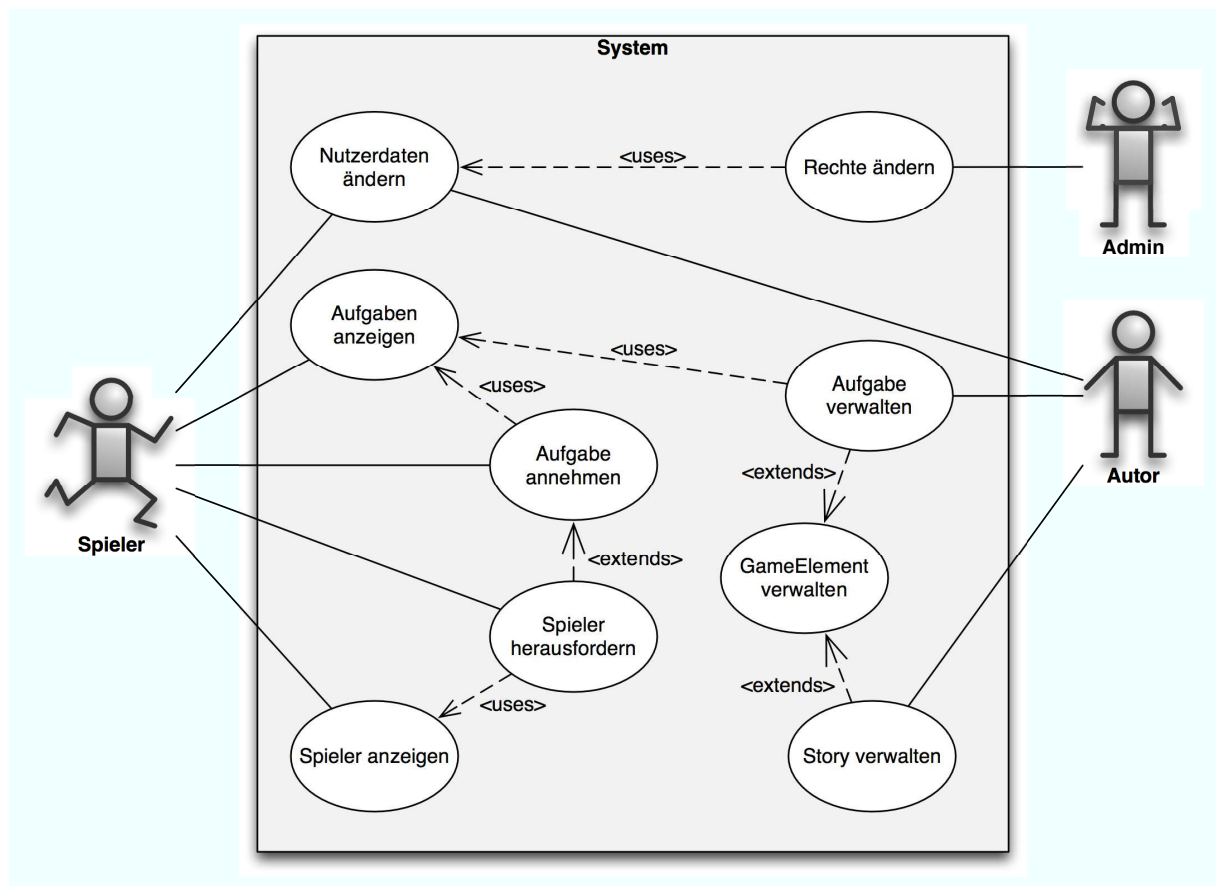 System
Nutzerdaten
ändern
<uses>
Rechte ändern
Admin
Aufgaben
anzeigen
<uses>
<uses>
Aufgabe
verwalten
Aufgabe
annehmen
<extends>
Autor
Spieler
<extends>
GameElement
verwalten
Spieler
herausfordern
<extends>
<uses>
Spieler anzeigen
Story verwalten